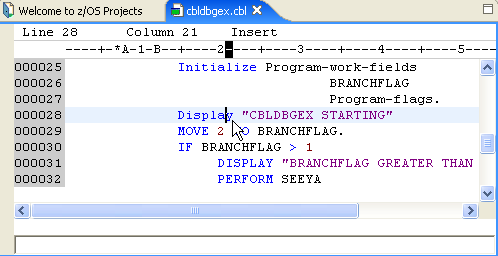 Welcome to z/OS Projects cbldbgex.cbl
Line 28 Column 21 Insert
----+-*A-1-B--+----2----+----3----+----4----+----5----
000025 Initialize Program-work-fields
000026 BRANCHFLAG
000027 Program-flags.
000028 Display "CBLDBGEX STARTING"
000029 MOVE 2 TO BRANCHFLAG.
000030 IF BRANCHFLAG > 1
000031 DISPLAY "BRANCHFLAG GREATER THAN
000032 PERFORM SEEYA